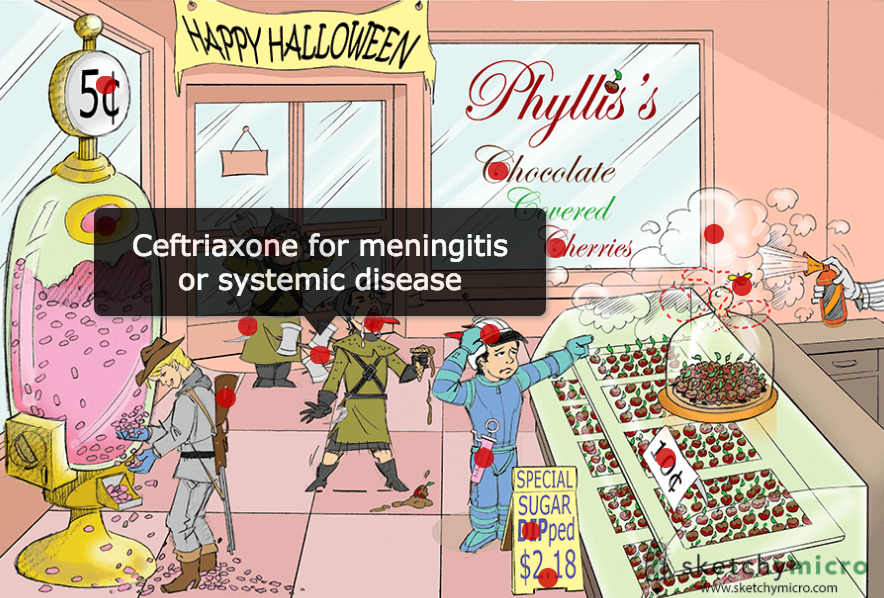 HAPPY HALLOWEEN
5¢
Phyllis's
Chocolate
Covered
Cherries
Ceftriaxone for meningitis
or systemic disease
10¢
SPECIAL
SUGAR
DIPped
$2.18
sketchymicro
www.sketchymicro.com